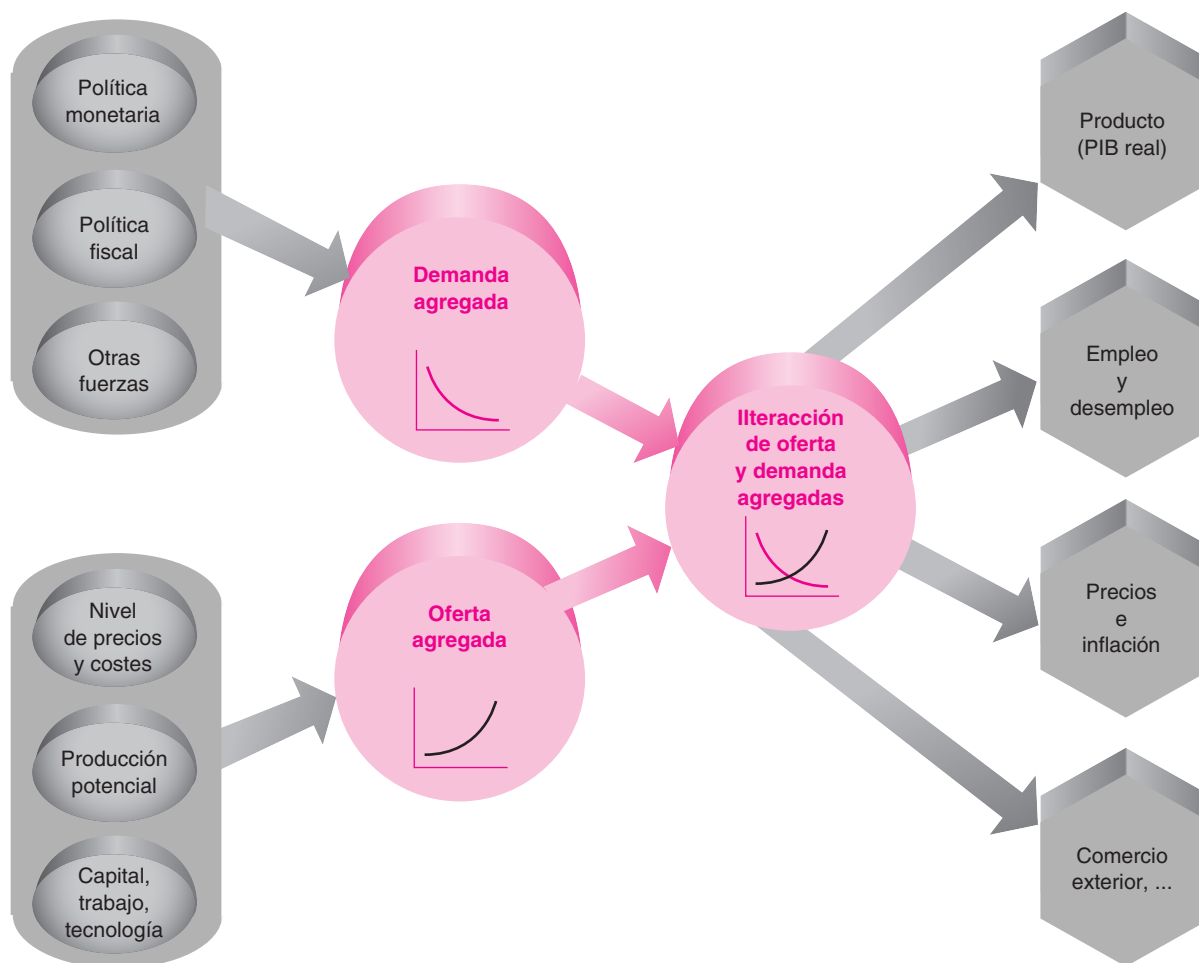 Política
monetaria
Política
fiscal
Otras
fuerzas
Nivel
de precios
y costes
Producción
potencial
Capital,
trabajo,
tecnología
Demanda
agregada
Oferta
agregada
IIteracción
de oferta
y demanda
agregadas
Producto
(PIB real)
Empleo
y
desempleo
Precios
e
inflación
Comercio
exterior, ...